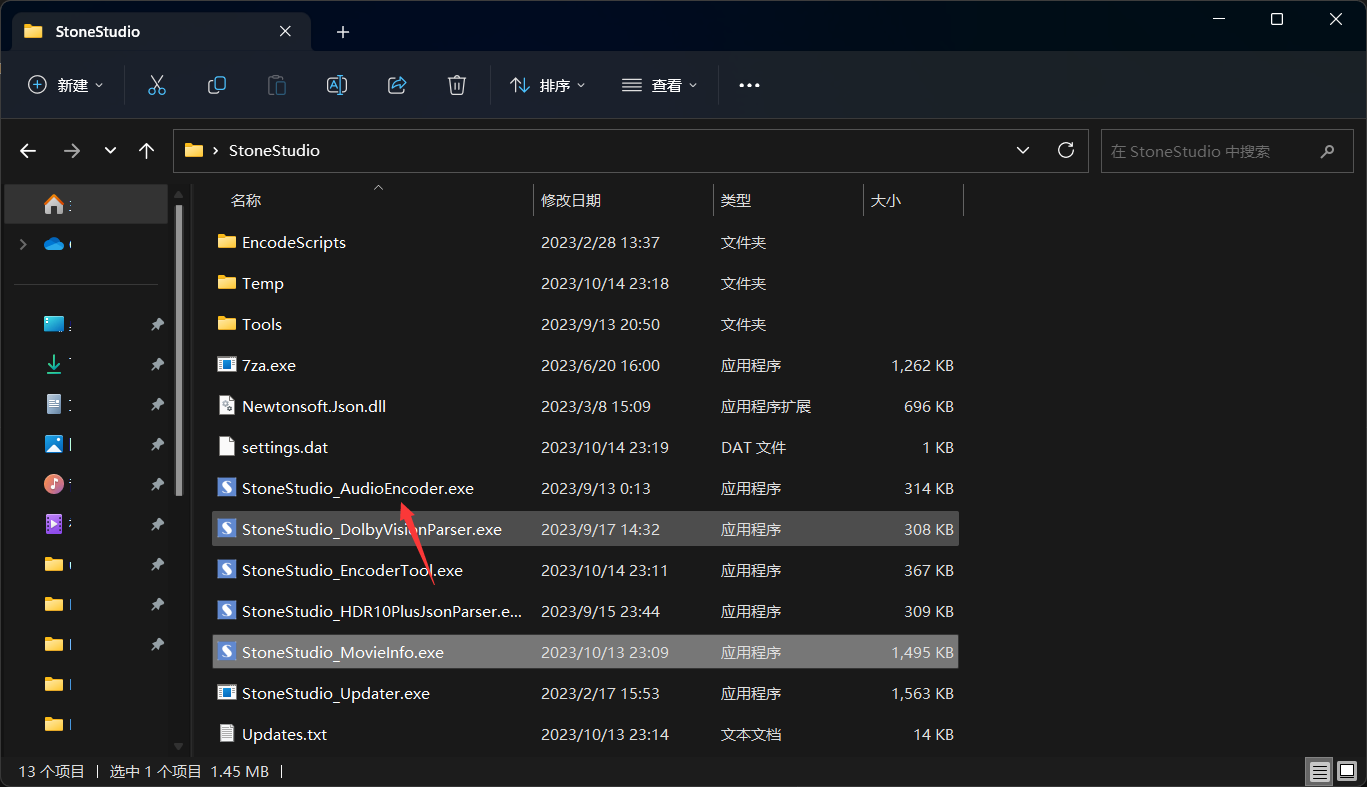 StoneStudio
新建
排序
查看
StoneStudio
在 StoneStudio 中搜索
名称 修改日期 类型 大小
EncodeScripts 2023/2/28 13:37 文件夹
Temp 2023/10/14 23:18 文件夹
Tools 2023/9/13 20:50 文件夹
7za.exe 2023/6/20 16:00 应用程序 1,262 KB
Newtonsoft.Json.dll 2023/3/8 15:09 应用程序扩展 696 KB
settings.dat 2023/10/14 23:19 DAT 文件 1 KB
StoneStudio_AudioEncoder.exe 2023/9/13 0:13 应用程序 314 KB
StoneStudio_DolbyVisionParser.exe 2023/9/17 14:32 应用程序 308 KB
StoneStudio_EncoderTool.exe 2023/10/14 23:11 应用程序 367 KB
StoneStudio_HDR10PlusJsonParser.e... 2023/9/15 23:44 应用程序 309 KB
StoneStudio_MovieInfo.exe 2023/10/13 23:09 应用程序 1,495 KB
StoneStudio_Updater.exe 2023/2/17 15:53 应用程序 1,563 KB
Updates.txt 2023/10/13 23:14 文本文档 14 KB
13 个项目 选中 1 个项目 1.45 MB